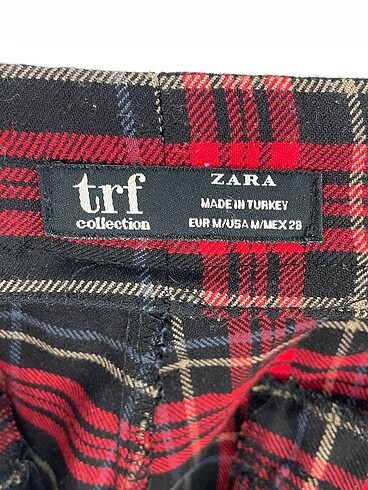 trf
collection
ZARA
MADE IN TURKEY
EUR M/USA M/MEX 28